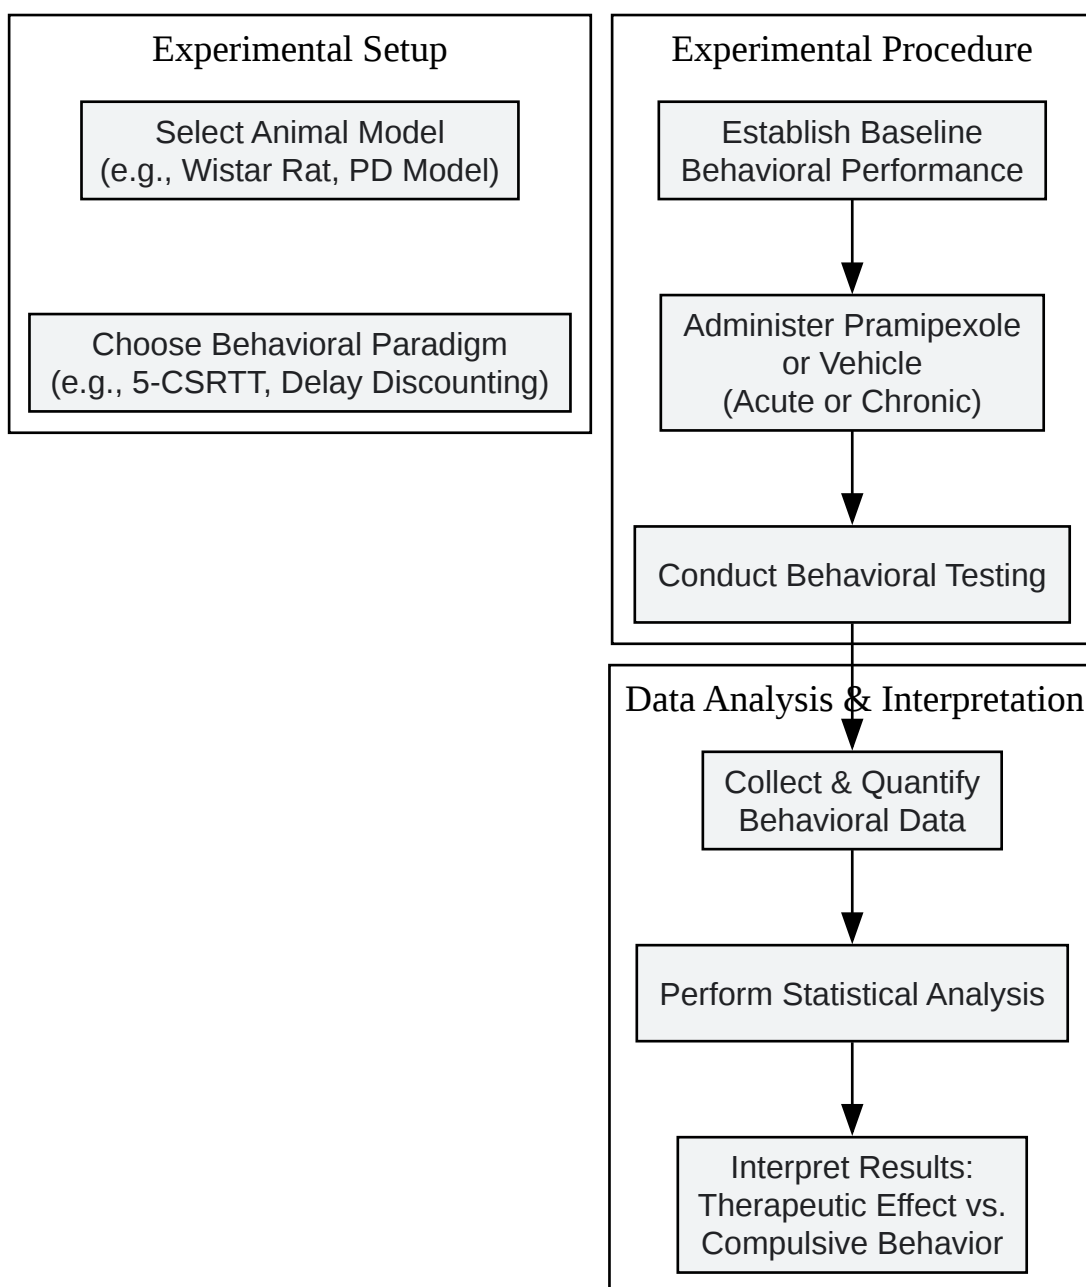 Experimental Setup
Select Animal Model
(e.g., Wistar Rat, PD Model)
Choose Behavioral Paradigm
(e.g., 5-CSRTT, Delay Discounting)
Experimental Procedure
Establish Baseline
Behavioral Performance
Administer Pramipexole
or Vehicle
(Acute or Chronic)
Conduct Behavioral Testing
Data Analysis & Interpretation
Collect & Quantify
Behavioral Data
Perform Statistical Analysis
Interpret Results:
Therapeutic Effect vs.
Compulsive Behavior